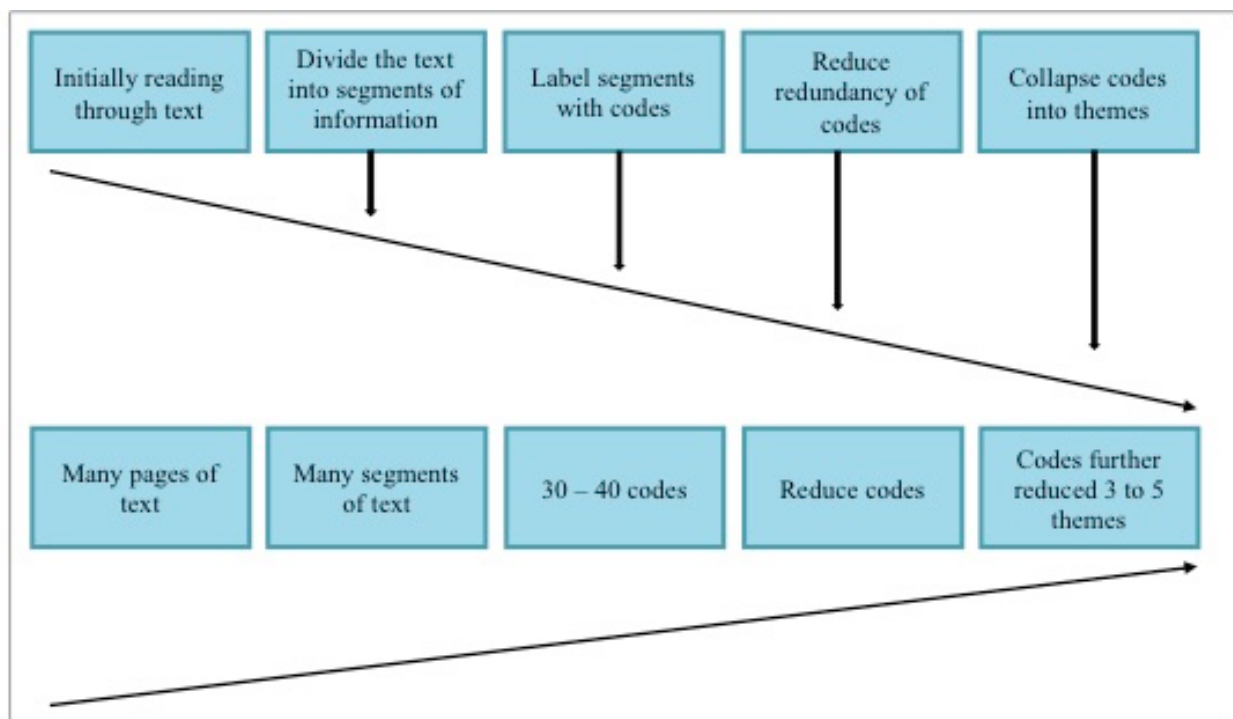 Initially reading
through text
Divide the text
into segments of
information
Label segments
with codes
Reduce
redundancy of
codes
Collapse codes
into themes
Many pages of
text
Many segments
of text
30 – 40 codes
Reduce codes
Codes further
reduced 3 to 5
themes